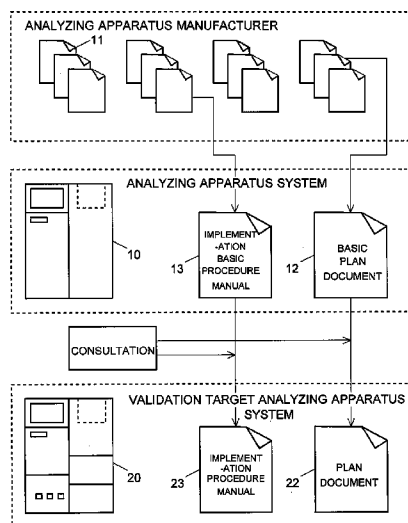 ANALYZING APPARATUS MANUFACTURER
11
ANALYZING APPARATUS SYSTEM
10
13
IMPLEMENT
-ATION
BASIC
PROCEDURE
MANUAL
12
BASIC
PLAN
DOCUMENT
CONSULTATION
VALIDATION TARGET ANALYZING APPARATUS
SYSTEM
20
23
IMPLEMENT
-ATION
PROCEDURE
MANUAL
22
PLAN
DOCUMENT